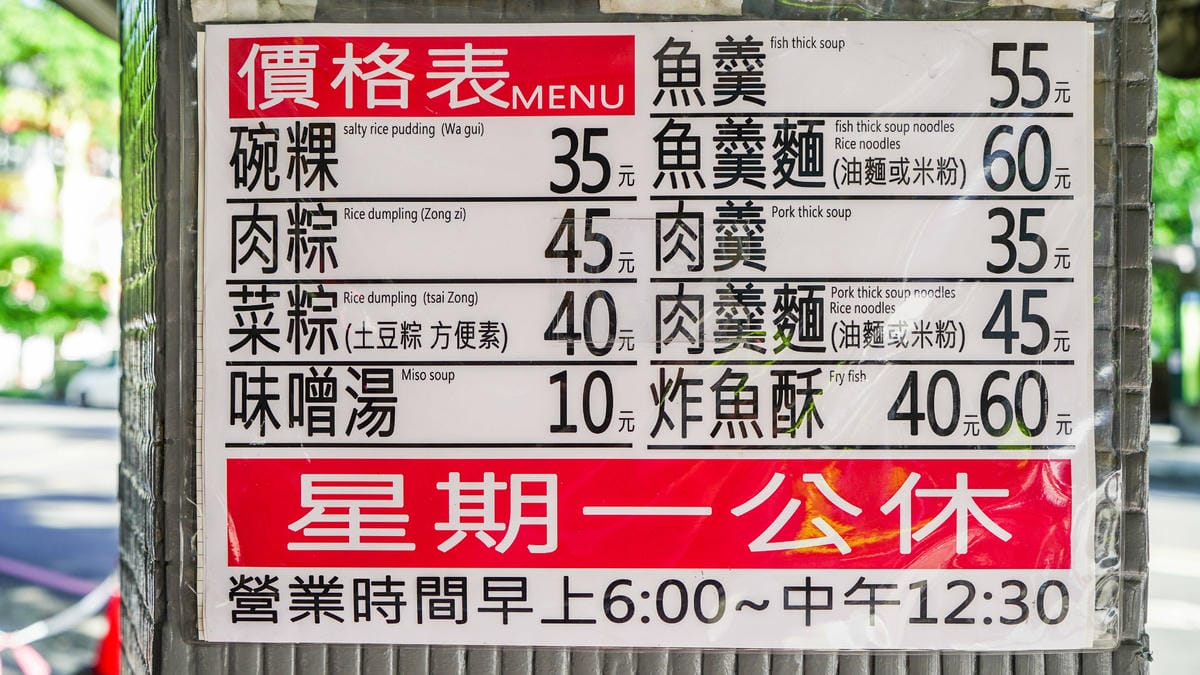 價格表MENU
碗粿 salty rice pudding (Wa gui) 35元
肉粽 Rice dumpling (Zong zi) 45元
菜粽 Rice dumpling (tsai Zong) (土豆粽 方便素) 40元
味噌湯 Miso soup 10元
魚羹 fish thick soup 55元
魚羹麵 fish thick soup noodles
Rice noodles
(油麵或米粉) 60元
肉羹 Pork thick soup 35元
肉羹麵 Pork thick soup noodles
Rice noodles
(油麵或米粉) 45元
炸魚酥 Fry fish 40元60元
星期一公休
營業時間早上6:00~中午12:30